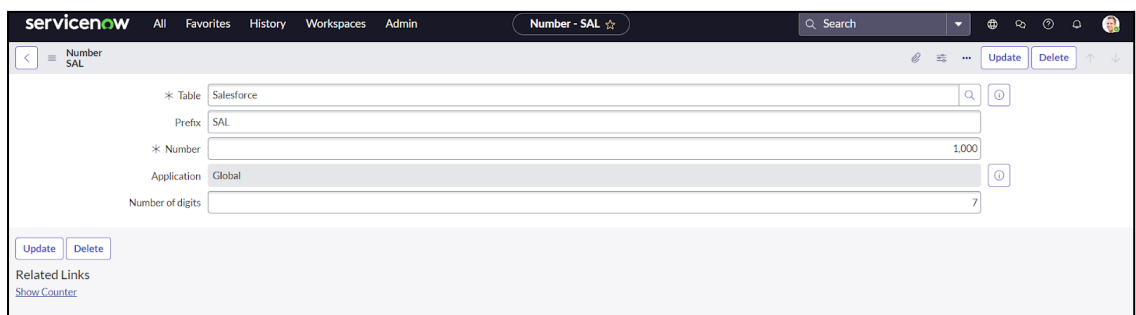 servicenow All Favorites History Workspaces Admin Number - SAL Search
Number
SAL
Update Delete
* Table Salesforce
Prefix SAL
* Number 1,000
Application Global
Number of digits 7
Update Delete
Related Links
Show Counter